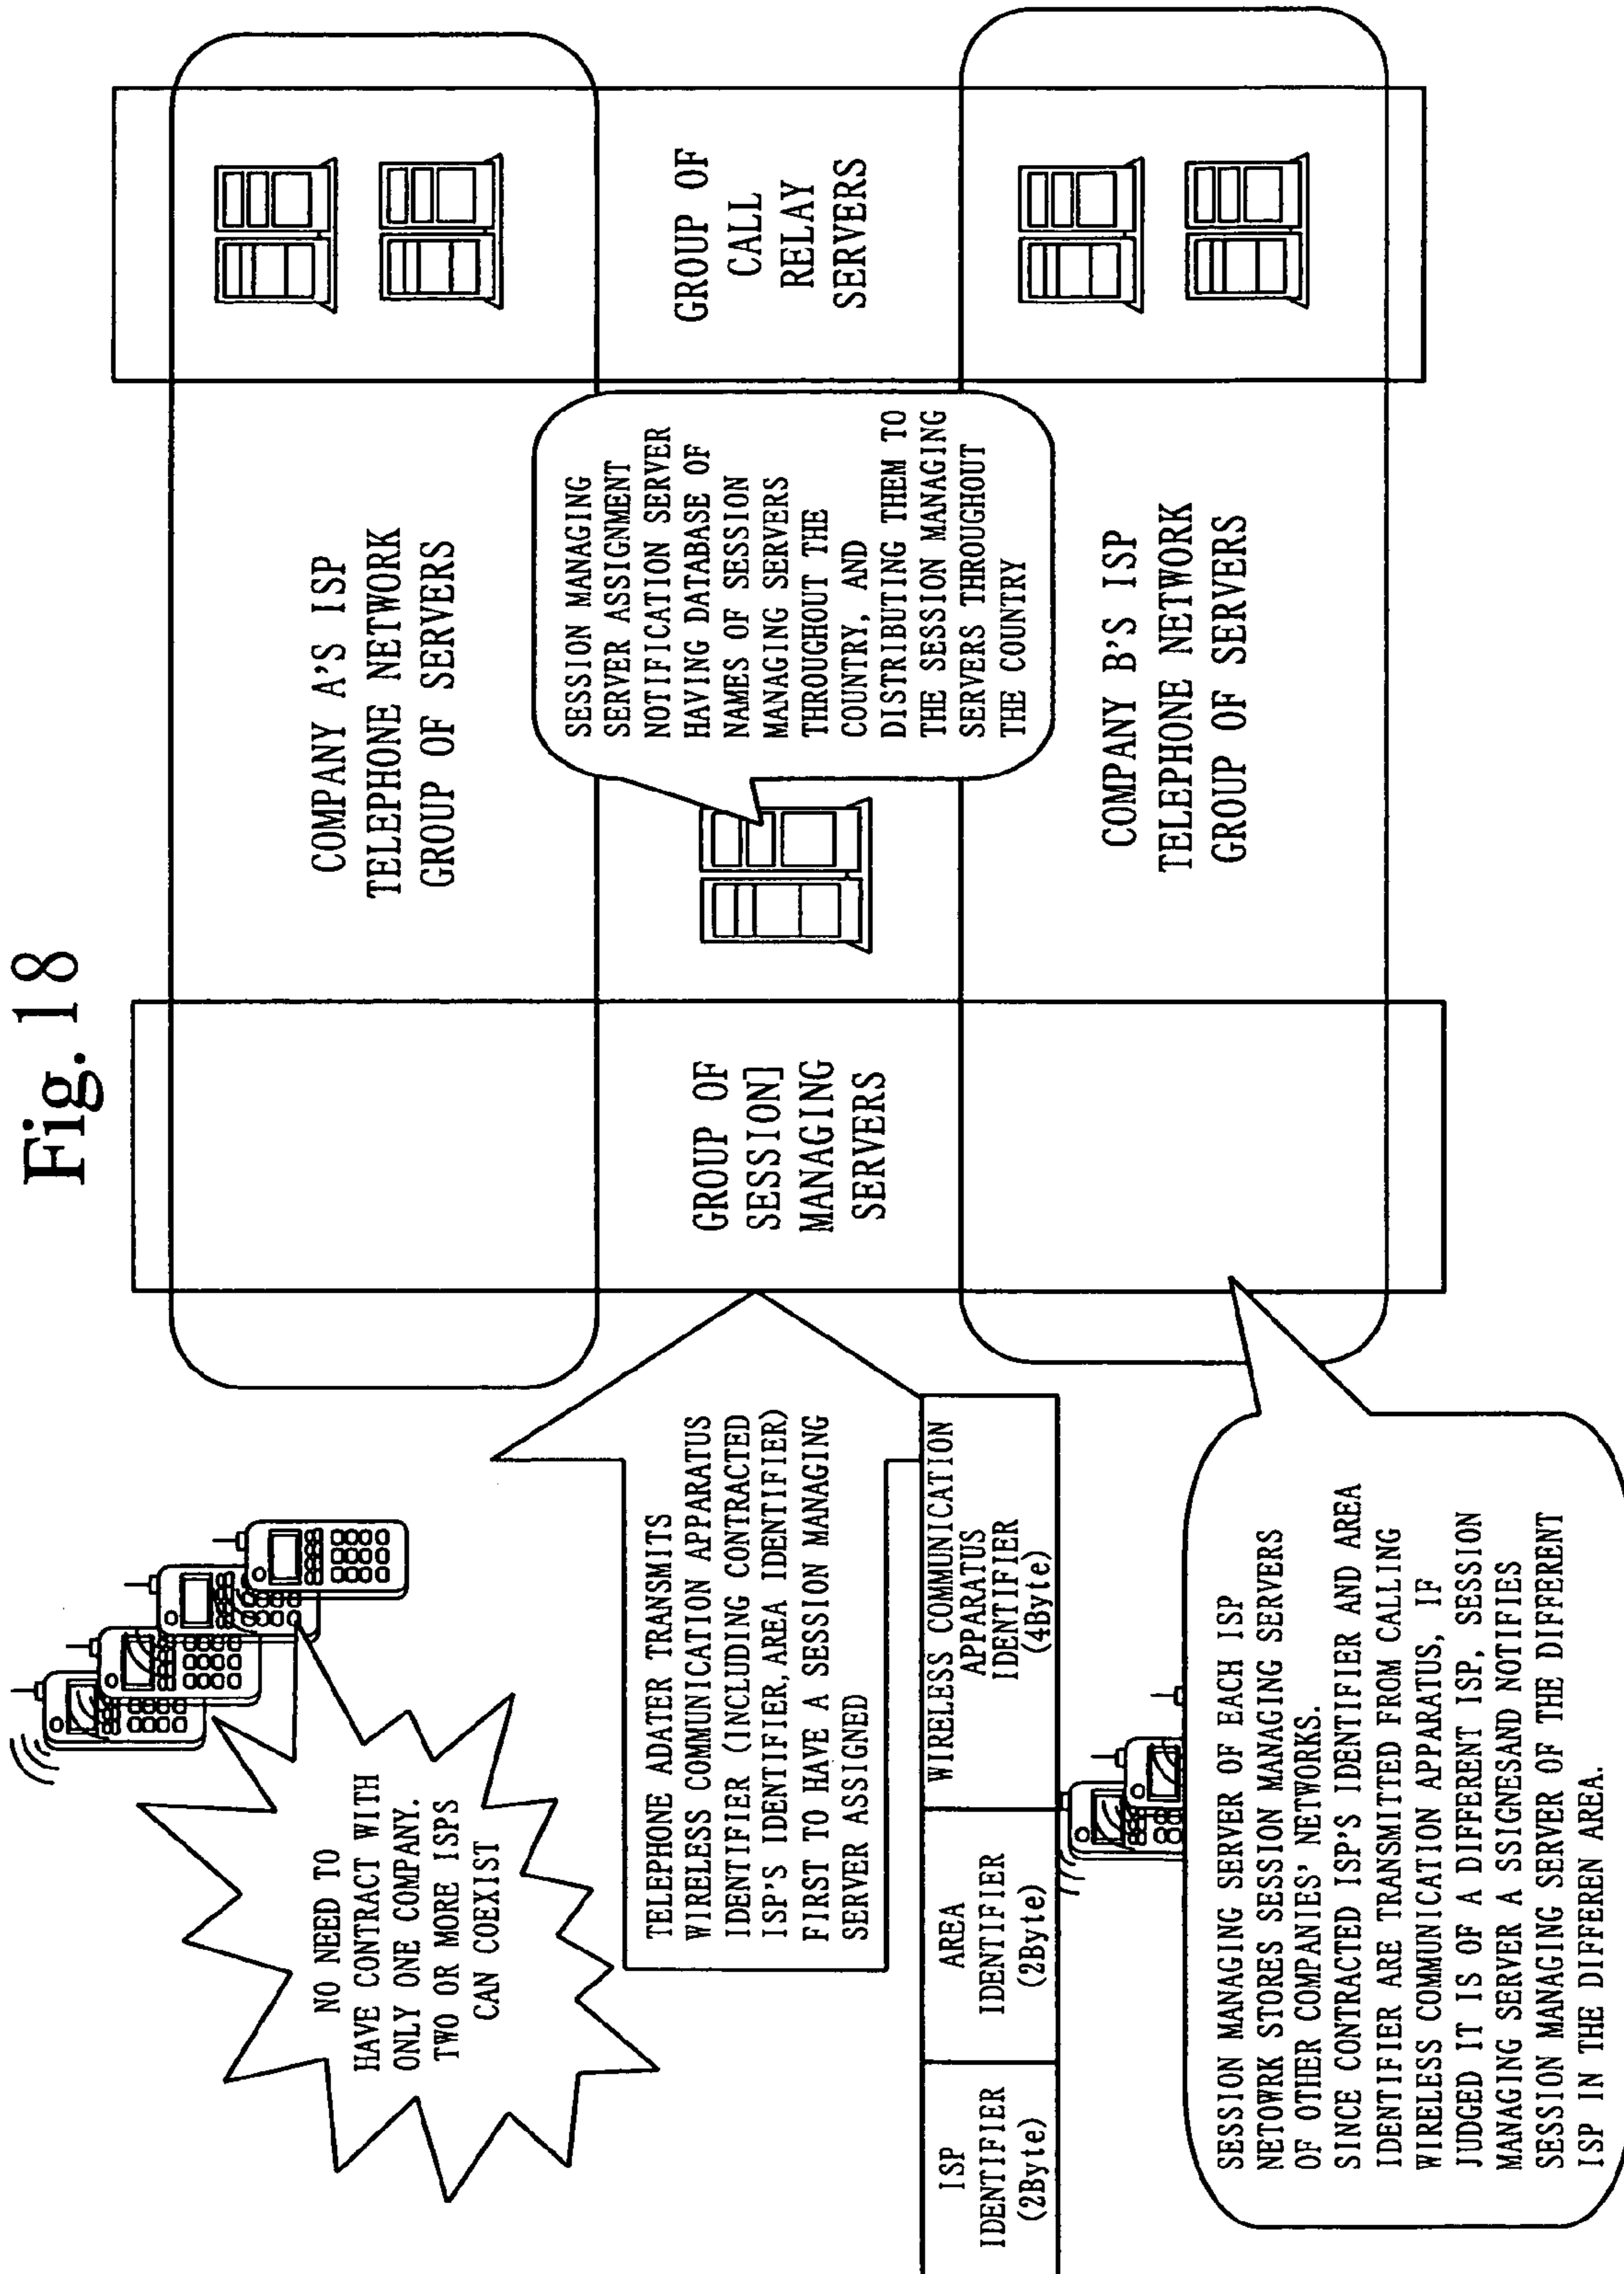 Fig. 18
NO NEED TO
HAVE CONTRACT WITH
ONLY ONE COMPANY.
TWO OR MORE ISPS
CAN COEXIST
COMPANY A'S ISP
TELEPHONE NETWORK
GROUP OF SERVERS
TELEPHONE ADATER TRANSMITS
WIRELESS COMMUNICATION APPARATUS
IDENTIFIER (INCLUDING CONTRACTED
ISP'S IDENTIFIER, AREA IDENTIFIER)
FIRST TO HAVE A SESSION MANAGING
SERVER ASSIGNED
GROUP OF
SESSION]
MANAGING
SERVERS
SESSION MANAGING
SERVER ASSIGNMENT
NOTIFICATION SERVER
HAVING DATABASE OF
NAMES OF SESSION
MANAGING SERVERS
THROUGHOUT THE
COUNTRY, AND
DISTRIBUTING THEM TO
THE SESSION MANAGING
SERVERS THROUGHOUT
THE COUNTRY
GROUP OF
CALL
RELAY
SERVERS
ISP
IDENTIFIER
(2Byte)
AREA
IDENTIFIER
(2Byte)
WIRELESS COMMUNICATION
APPARATUS
IDENTIFIER
(4Byte)
COMPANY B'S ISP
TELEPHONE NETWORK
GROUP OF SERVERS
SESSION MANAGING SERVER OF EACH ISP
NETOWRK STORES SESSION MANAGING SERVERS
OF OTHER COMPANIES' NETWORKS.
SINCE CONTRACTED ISP'S IDENTIFIER AND AREA
IDENTIFIER ARE TRANSMITTED FROM CALLING
WIRELESS COMMUNICATION APPARATUS, IF
JUDGED IT IS OF A DIFFERENT ISP, SESSION
MANAGING SERVER A SSIGNESAND NOTIFIES
SESSION MANAGING SERVER OF THE DIFFERENT
ISP IN THE DIFFEREN AREA.